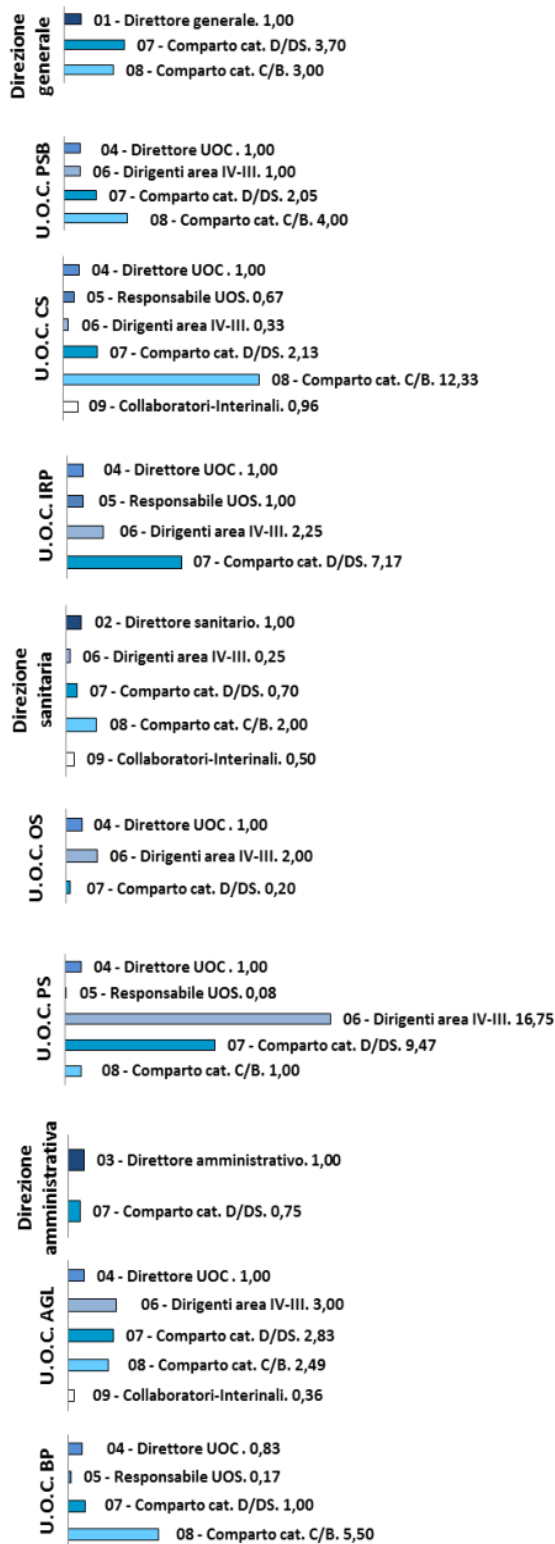 Direzione
generale
01 - Direttore generale. 1,00
07 - Comparto cat. D/DS. 3,70
08 - Comparto cat. C/B. 3,00
U.O.C. PSB
04 - Direttore UOC . 1,00
06 - Dirigenti area IV-III. 1,00
07 - Comparto cat. D/DS. 2,05
08 - Comparto cat. C/B. 4,00
U.O.C. CS
04 - Direttore UOC . 1,00
05 - Responsabile UOS. 0,67
06 - Dirigenti area IV-III. 0,33
07 - Comparto cat. D/DS. 2,13
08 - Comparto cat. C/B. 12,33
09 - Collaboratori-Interinali. 0,96
U.O.C. IRP
04 - Direttore UOC . 1,00
05 - Responsabile UOS. 1,00
06 - Dirigenti area IV-III. 2,25
07 - Comparto cat. D/DS. 7,17
Direzione
sanitaria
02 - Direttore sanitario. 1,00
06 - Dirigenti area IV-III. 0,25
07 - Comparto cat. D/DS. 0,70
08 - Comparto cat. C/B. 2,00
09 - Collaboratori-Interinali. 0,50
U.O.C. OS
04 - Direttore UOC . 1,00
06 - Dirigenti area IV-III. 2,00
07 - Comparto cat. D/DS. 0,20
U.O.C. PS
04 - Direttore UOC . 1,00
05 - Responsabile UOS. 0,08
06 - Dirigenti area IV-III. 16,75
07 - Comparto cat. D/DS. 9,47
08 - Comparto cat. C/B. 1,00
Direzione
amministrativa
03 - Direttore amministrativo. 1,00
07 - Comparto cat. D/DS. 0,75
U.O.C. AGL
04 - Direttore UOC . 1,00
06 - Dirigenti area IV-III. 3,00
07 - Comparto cat. D/DS. 2,83
08 - Comparto cat. C/B. 2,49
09 - Collaboratori-Interinali. 0,36
U.O.C. BP
04 - Direttore UOC . 0,83
05 - Responsabile UOS. 0,17
07 - Comparto cat. D/DS. 1,00
08 - Comparto cat. C/B. 5,50